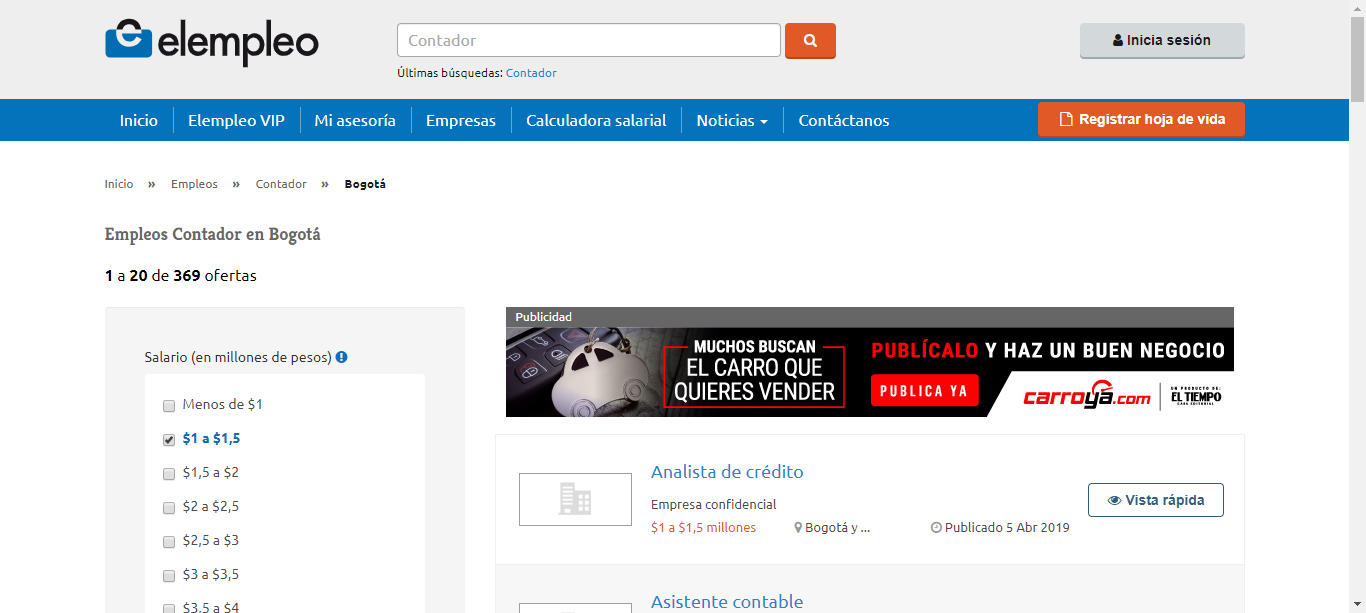 elempleo
Contador
Últimas búsquedas: Contador
Inicia sesión
Inicio
Elempleo VIP
Mi asesoría
Empresas
Calculadora salarial
Noticias
Contáctanos
Registrar hoja de vida
Inicio » Empleos » Contador » Bogotá
Empleos Contador en Bogotá
1 a 20 de 369 ofertas
Salario (en millones de pesos)
Menos de $1
$1 a $1,5
$1,5 a $2
$2 a $2,5
$2,5 a $3
$3 a $3,5
$3,5 a $4
Publicidad
MUCHOS BUSCAN
EL CARRO QUE
QUIERES VENDER
PUBLÍCALO Y HAZ UN BUEN NEGOCIO
PUBLICA YA
carroya.com
UN PRODUCTO DE:
EL TIEMPO
CASA EDITORIAL
Analista de crédito
Empresa confidencial
$1 a $1,5 millones
Bogotá y ...
Publicado 5 Abr 2019
Vista rápida
Asistente contable